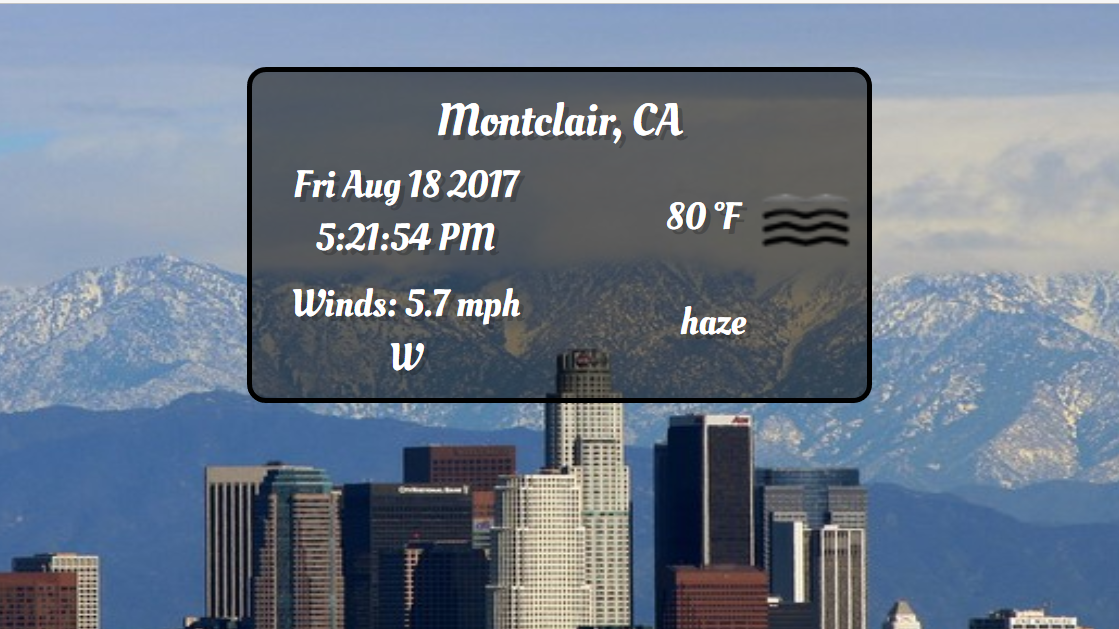 Montclair, CA
Fri Aug 18 2017
5:21:54 PM
80 °F
Winds: 5.7 mph
W
haze